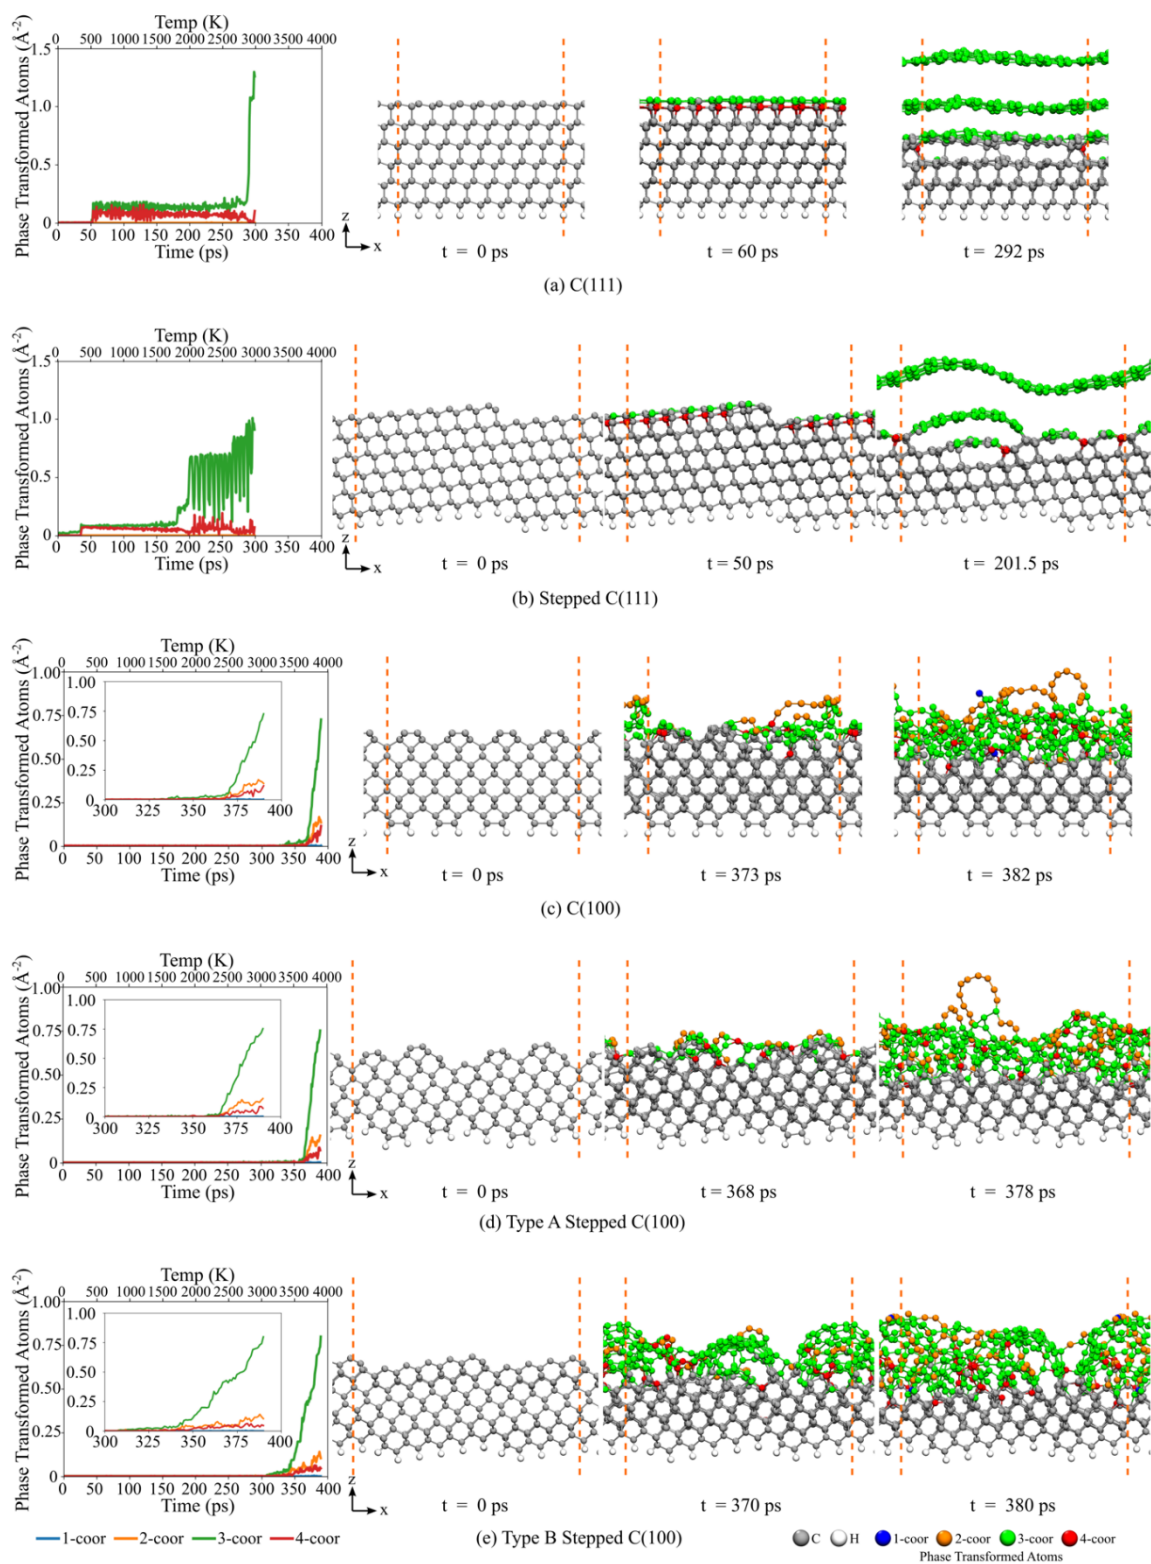 Temp (K)
0 500 1000 1500 2000 2500 3000 3500 4000
Phase Transformed Atoms (Å⁻²)
1.5
1.0
0.5
0
0 50 100 150 200 250 300 350 400
Time (ps)
z
x
t = 0 ps
t = 60 ps
t = 292 ps
(a) C(111)
Temp (K)
0 500 1000 1500 2000 2500 3000 3500 4000
Phase Transformed Atoms (Å⁻²)
1.5
1.0
0.5
0
0 50 100 150 200 250 300 350 400
Time (ps)
z
x
t = 0 ps
t = 50 ps
t = 201.5 ps
(b) Stepped C(111)
Temp (K)
0 500 1000 1500 2000 2500 3000 3500 4000
Phase Transformed Atoms (Å⁻²)
1.00
0.75
0.50
0.25
0
1.00
0.75
0.50
0.25
0
300 325 350 375 400
0 50 100 150 200 250 300 350 400
Time (ps)
z
x
t = 0 ps
t = 373 ps
t = 382 ps
(c) C(100)
Temp (K)
0 500 1000 1500 2000 2500 3000 3500 4000
Phase Transformed Atoms (Å⁻²)
1.00
0.75
0.50
0.25
0
1.00
0.75
0.50
0.25
0
300 325 350 375 400
0 50 100 150 200 250 300 350 400
Time (ps)
z
x
t = 0 ps
t = 368 ps
t = 378 ps
(d) Type A Stepped C(100)
Temp (K)
0 500 1000 1500 2000 2500 3000 3500 4000
Phase Transformed Atoms (Å⁻²)
1.00
0.75
0.50
0.25
0
1.00
0.75
0.50
0.25
0
300 325 350 375 400
0 50 100 150 200 250 300 350 400
Time (ps)
z
x
t = 0 ps
t = 370 ps
t = 380 ps
1-coor 2-coor 3-coor 4-coor
(e) Type B Stepped C(100)
C H 1-coor 2-coor 3-coor 4-coor
Phase Transformed Atoms